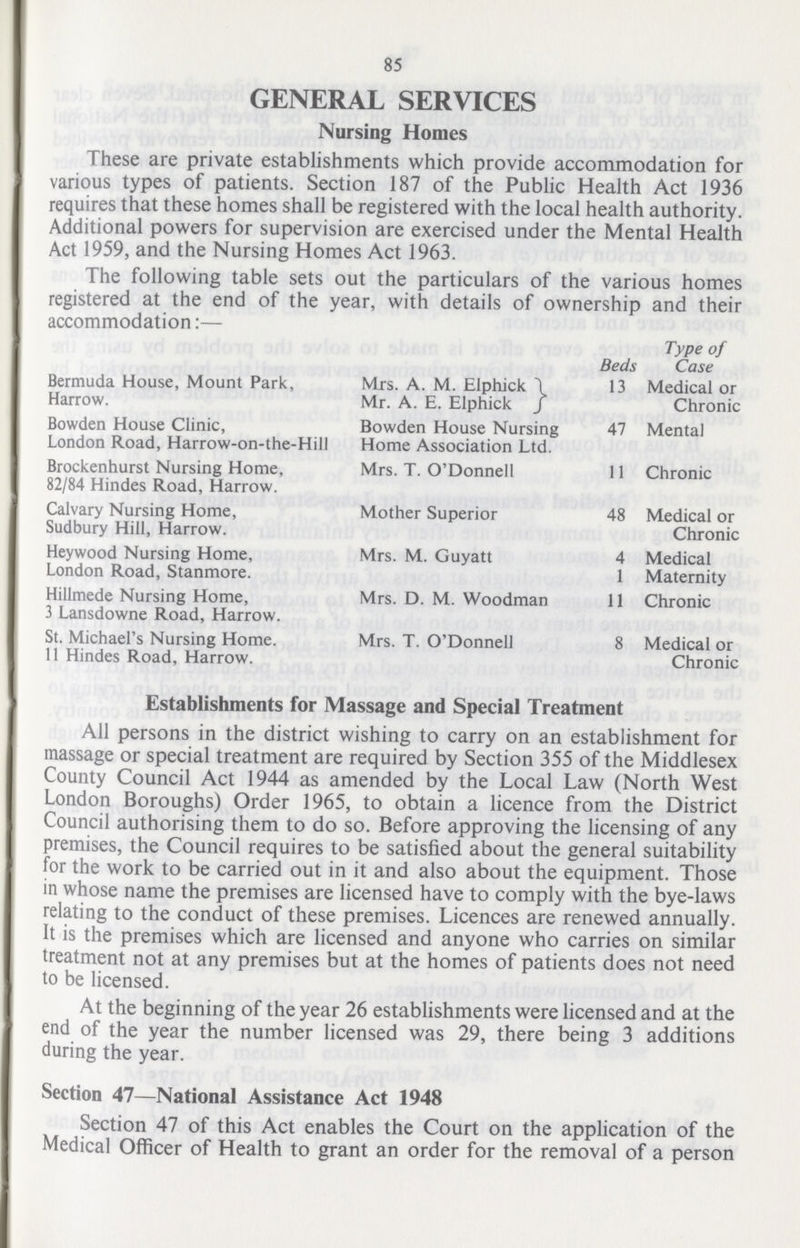 85
GENERAL SERVICES
Nursing Homes
These are private establishments which provide accommodation for
various types of patients. Section 187 of the Public Health Act 1936
requires that these homes shall be registered with the local health authority.
Additional powers for supervision are exercised under the Mental Health
Act 1959, and the Nursing Homes Act 1963.
The following table sets out the particulars of the various homes
registered at the end of the year, with details of ownership and their
accommodation:—
Type of
Beds Case
Bermuda House, Mount Park, Mrs. A. M. Elphick } 13 Medical or
Harrow. Mr. A. E. Elphick Chronic
Bowden House Clinic, Bowden House Nursing 47 Mental
London Road, Harrow-on-the-Hill Home Association Ltd.
Brockenhurst Nursing Home, Mrs. T. O'Donnell 11 Chronic
82/84 Hindes Road, Harrow.
Calvary Nursing Home, Mother Superior 48 Medical or
Sudbury Hill, Harrow. Chronic
Heywood Nursing Home, Mrs. M. Guyatt 4 Medical
London Road, Stanmore. 1 Maternity
Hillmede Nursing Home, Mrs. D. M. Woodman 11 Chronic
3 Lansdowne Road, Harrow.
St. Michael's Nursing Home. Mrs. T. O'Donnell 8 Medical or
11 Hindes Road, Harrow. Chronic
Establishments for Massage and Special Treatment
All persons in the district wishing to carry on an establishment for
massage or special treatment are required by Section 355 of the Middlesex
County Council Act 1944 as amended by the Local Law (North West
London Boroughs) Order 1965, to obtain a licence from the District
Council authorising them to do so. Before approving the licensing of any
premises, the Council requires to be satisfied about the general suitability
for the work to be carried out in it and also about the equipment. Those
in whose name the premises are licensed have to comply with the bye-laws
relating to the conduct of these premises. Licences are renewed annually.
It is the premises which are licensed and anyone who carries on similar
treatment not at any premises but at the homes of patients does not need
to be licensed.
At the beginning of the year 26 establishments were licensed and at the
end of the year the number licensed was 29, there being 3 additions
during the year.
Section 47—National Assistance Act 1948
Section 47 of this Act enables the Court on the application of the
Medical Officer of Health to grant an order for the removal of a person